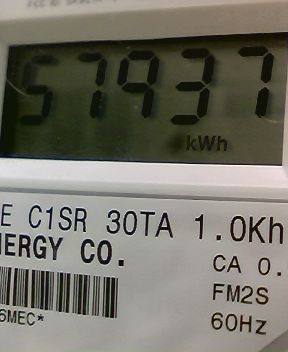 57937
kWh
E C1SR 30TA 1.0Kh
NERGY CO.
CA 0.
FM2S
6MEC*
60Hz